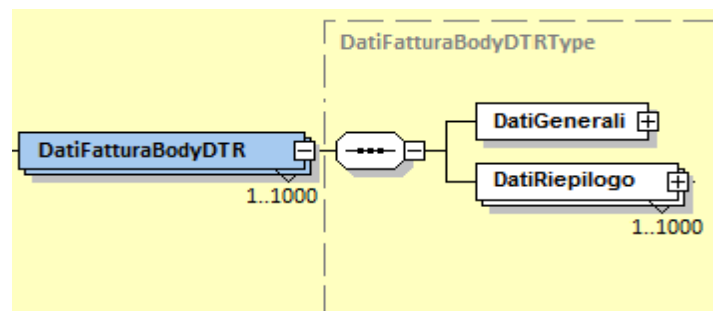 DatiFatturaBodyDTRType
DatiGenerali
DatiFatturaBodyDTR
DatiRiepilogo
1..1000
1..1000